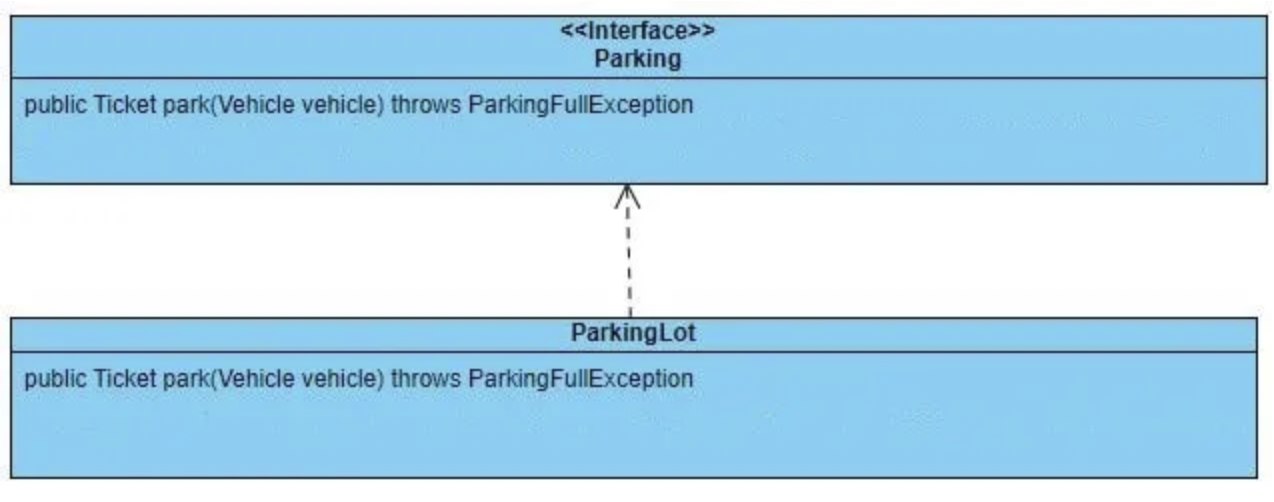 <<Interface>>
Parking
public Ticket park(Vehicle vehicle) throws ParkingFullException
ParkingLot
public Ticket park(Vehicle vehicle) throws ParkingFullException